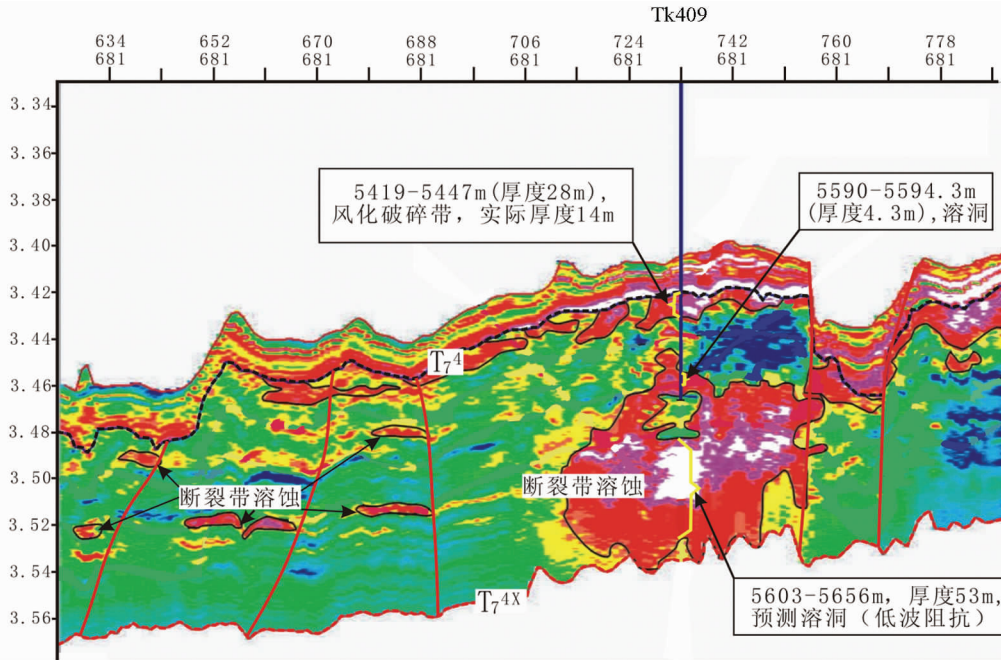 Tk409
634 652 670 688 706 724 742 760 778
681 681 681 681 681 681 681 681 681
3.34
3.36
3.38
3.40
3.42
3.44
3.46
3.48
3.50
3.52
3.54
3.56
5419-5447m(厚度28m),
风化破碎带，实际厚度14m
5590-5594.3m
(厚度4.3m),溶洞
T₇⁴
断裂带溶蚀
断裂带溶蚀
T₇⁴ˣ
5603-5656m，厚度53m,
预测溶洞（低波阻抗）